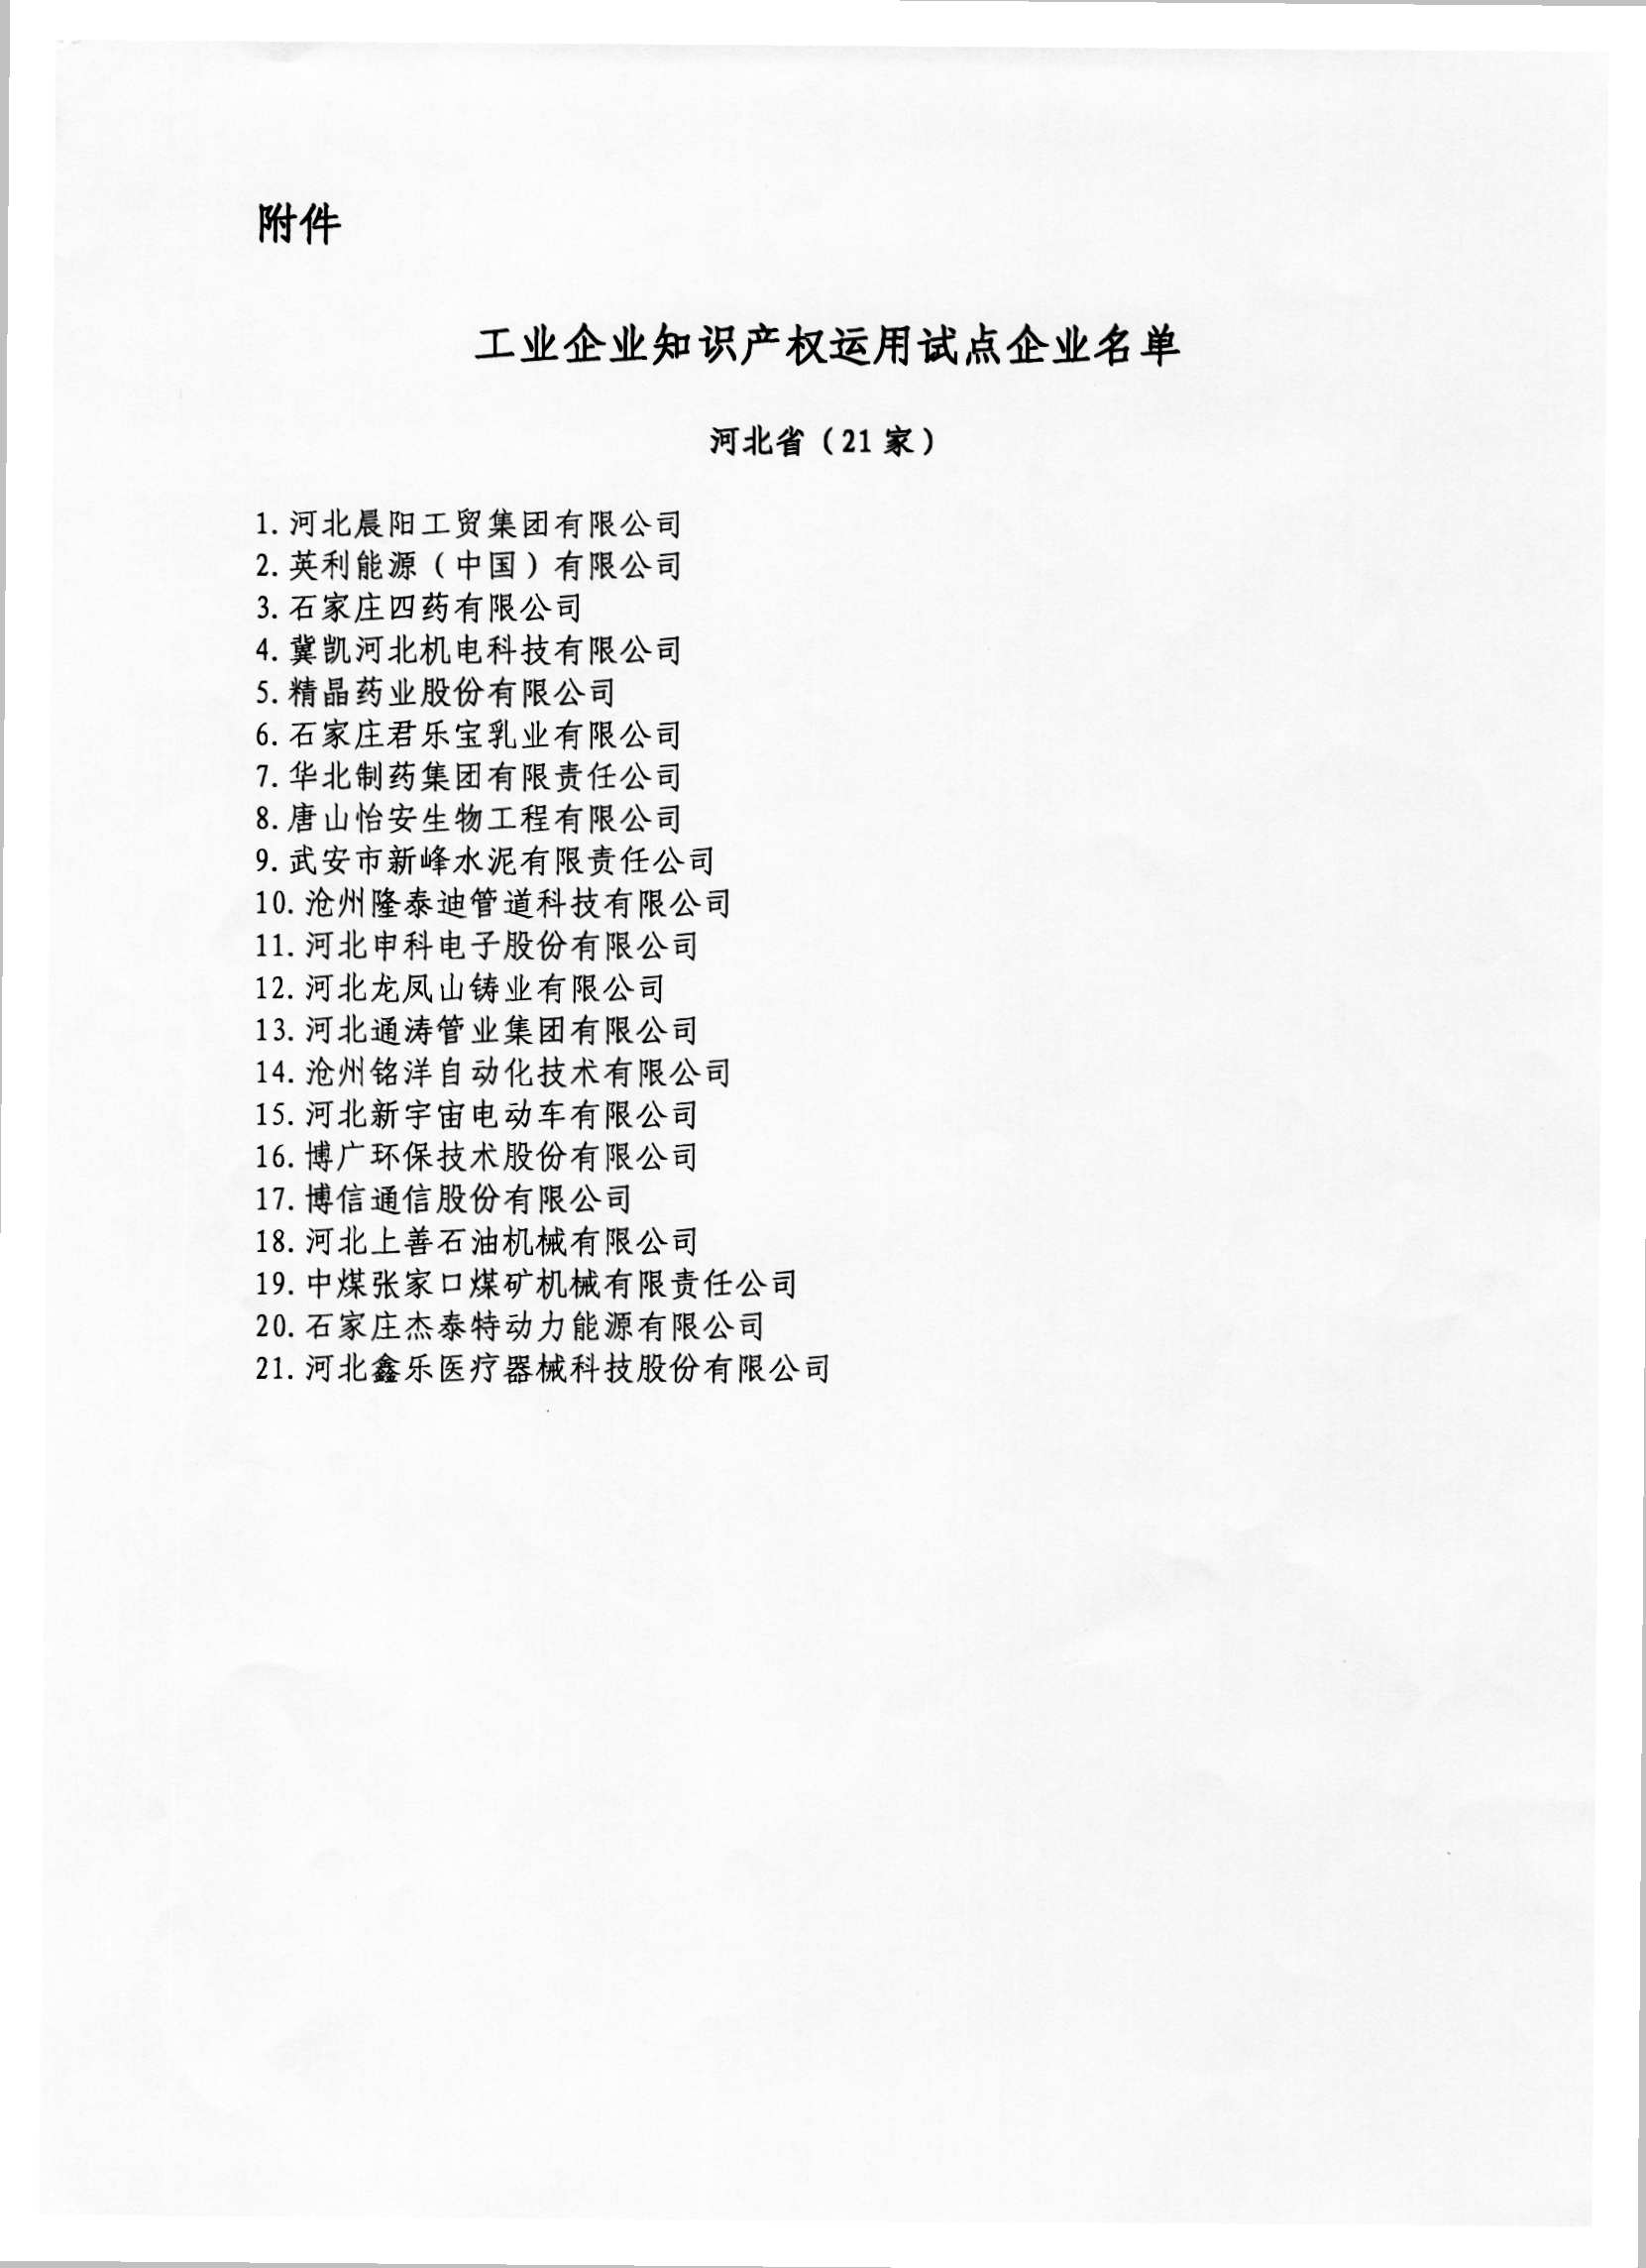 附件
工业企业知识产权运用试点企业名单
河北省（21 家）
1. 河北晨阳工贸集团有限公司
2. 英利能源（中国）有限公司
3. 石家庄四药有限公司
4. 冀凯河北机电科技有限公司
5. 精晶药业股份有限公司
6. 石家庄君乐宝乳业有限公司
7. 华北制药集团有限责任公司
8. 唐山怡安生物工程有限公司
9. 武安市新峰水泥有限责任公司
10. 沧州隆泰迪管道科技有限公司
11. 河北申科电子股份有限公司
12. 河北龙凤山铸业有限公司
13. 河北通涛管业集团有限公司
14. 沧州铭洋自动化技术有限公司
15. 河北新宇宙电动车有限公司
16. 博广环保技术股份有限公司
17. 博信通信股份有限公司
18. 河北上善石油机械有限公司
19. 中煤张家口煤矿机械有限责任公司
20. 石家庄杰泰特动力能源有限公司
21. 河北鑫乐医疗器械科技股份有限公司